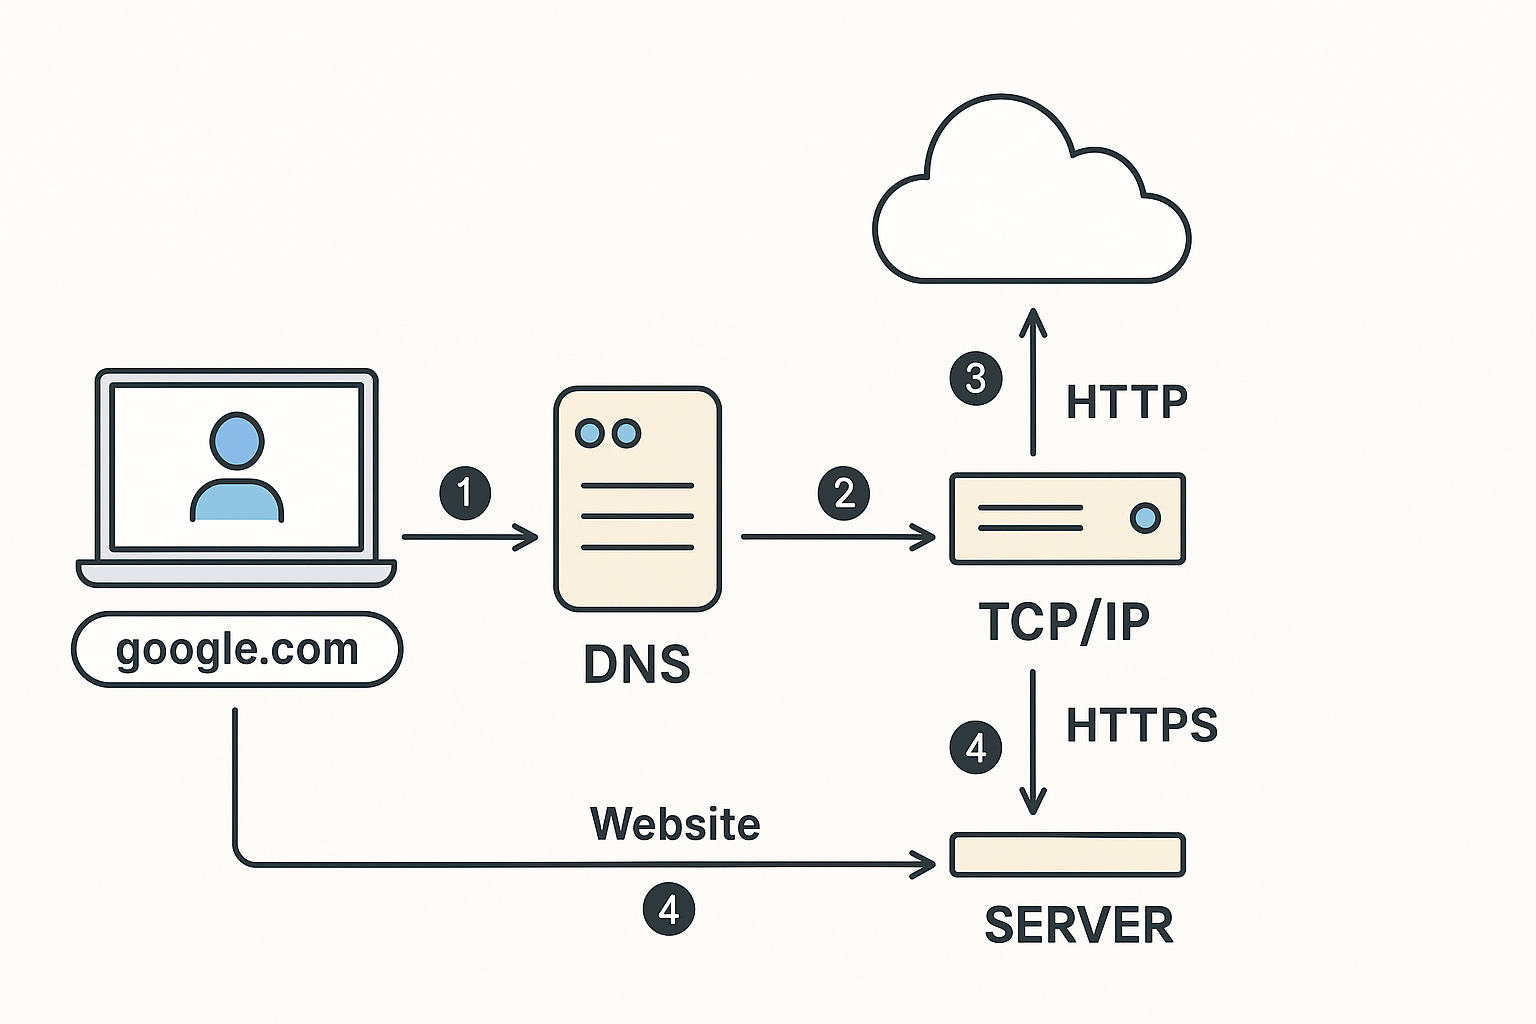 1
2
3
HTTP
google.com
DNS
TCP/IP
4
HTTPS
Website
4
SERVER